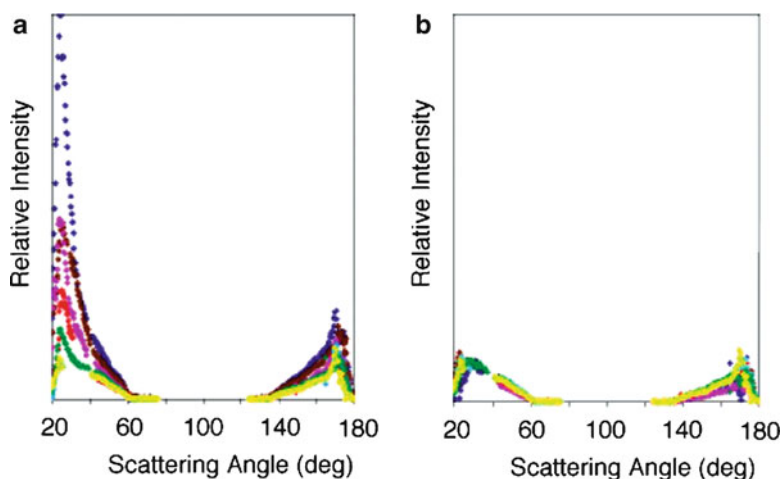 a
b
Relative Intensity
Relative Intensity
20 60 100 140 180
20 60 100 140 180
Scattering Angle (deg)
Scattering Angle (deg)